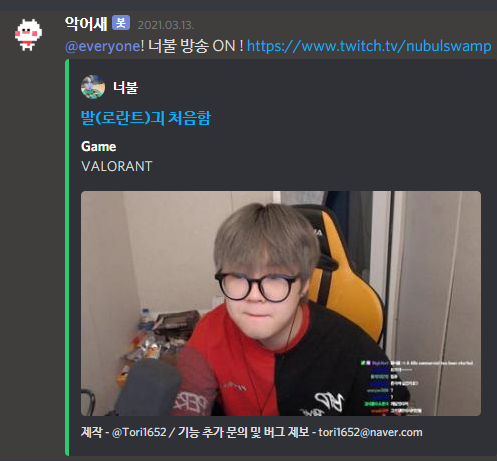 악어새 봇 2021.03.13.
@everyone! 너불 방송 ON ! https://www.twitch.tv/nubulswamp
너불
발(로란트)긔 처음함
Game
VALORANT
제작 - @Tori1652 / 기능 추가 문의 및 버그 제보 - tori1652@naver.com